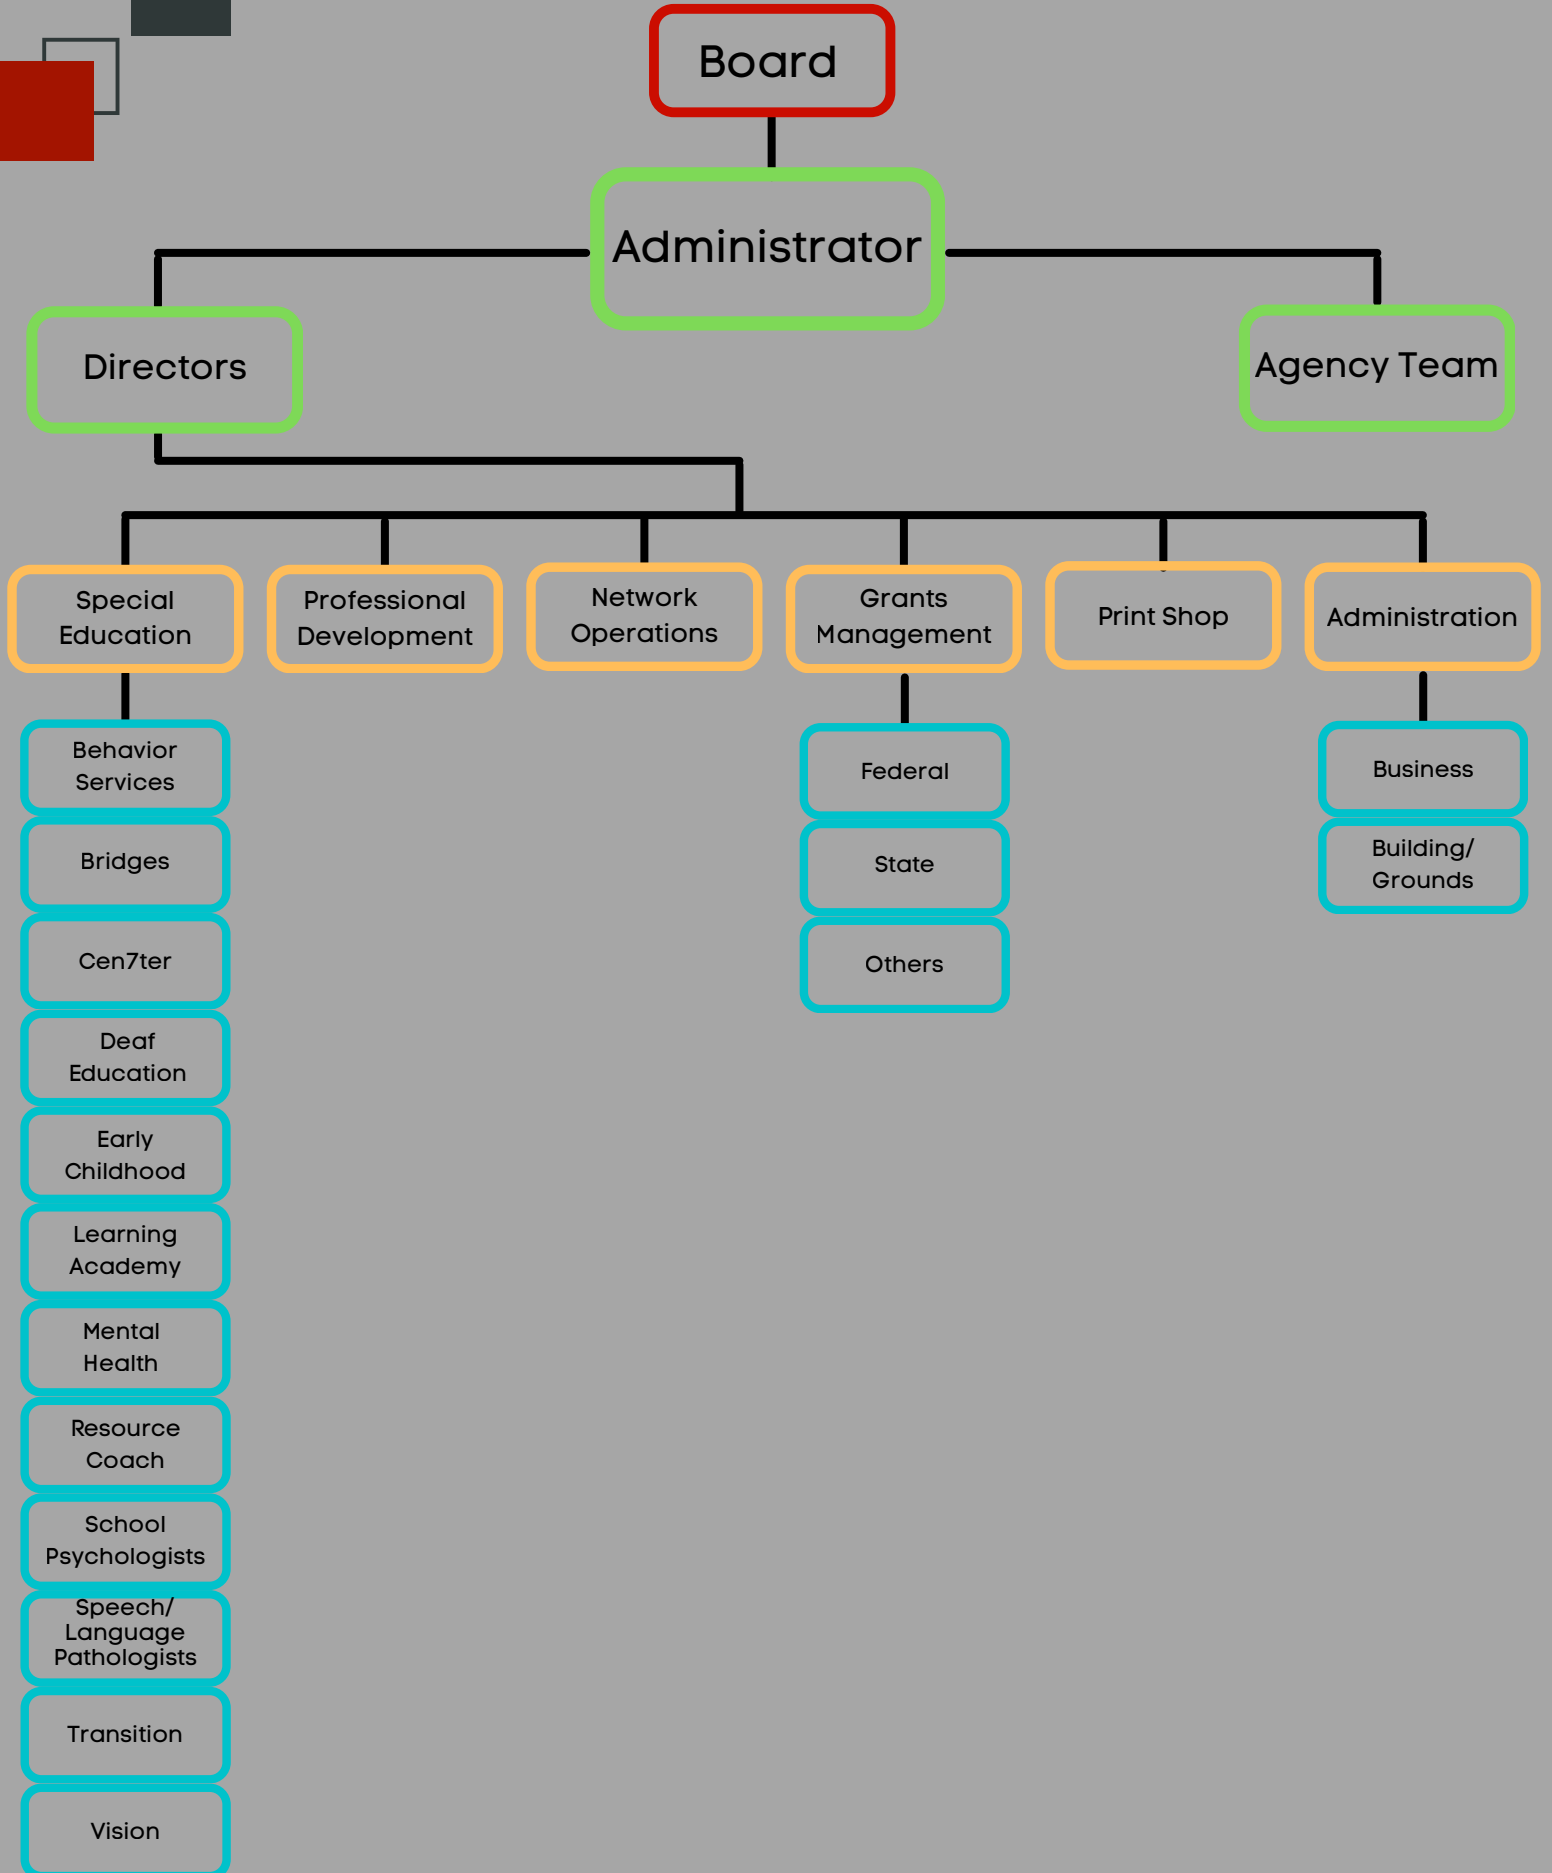 Board
Administrator
Directors
Agency Team
Special
Education
Professional
Development
Network
Operations
Grants
Management
Print Shop
Administration
Behavior
Services
Bridges
Cen7ter
Deaf
Education
Early
Childhood
Learning
Academy
Mental
Health
Resource
Coach
School
Psychologists
Speech/
Language
Pathologists
Transition
Vision
Federal
State
Others
Business
Building/
Grounds